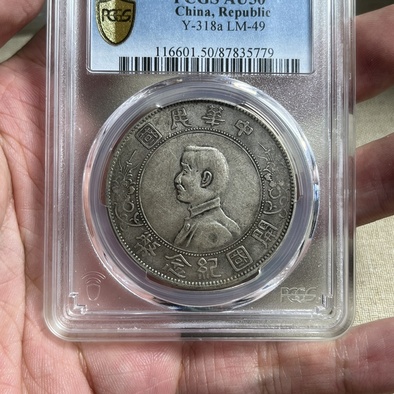 PCGS
PCGS AU50
China, Republic
Y-318a LM-49
116601.50/87835779
中華民國
開國紀念幣
PCGS